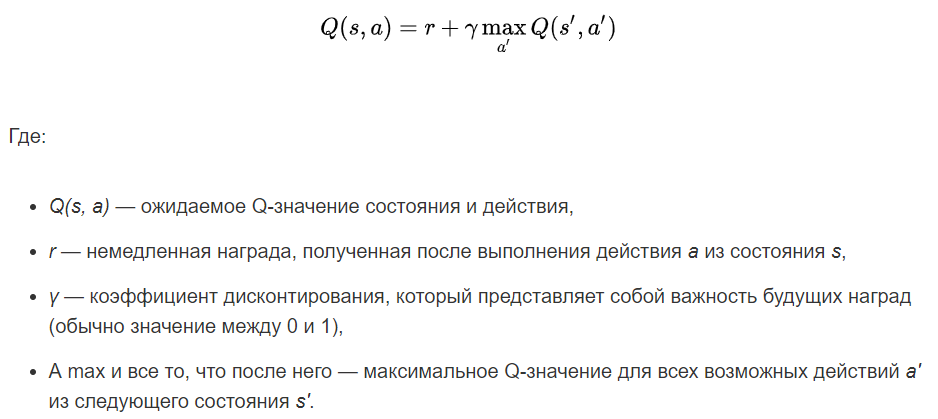 Q(s, a) = r + γ max Q(s′, a′)
a′
Где:
• Q(s, a) — ожидаемое Q-значение состояния и действия,
• r — немедленная награда, полученная после выполнения действия a из состояния s,
• γ — коэффициент дисконтирования, который представляет собой важность будущих наград
(обычно значение между 0 и 1),
• А max и все то, что после него — максимальное Q-значение для всех возможных действий a'
из следующего состояния s'.